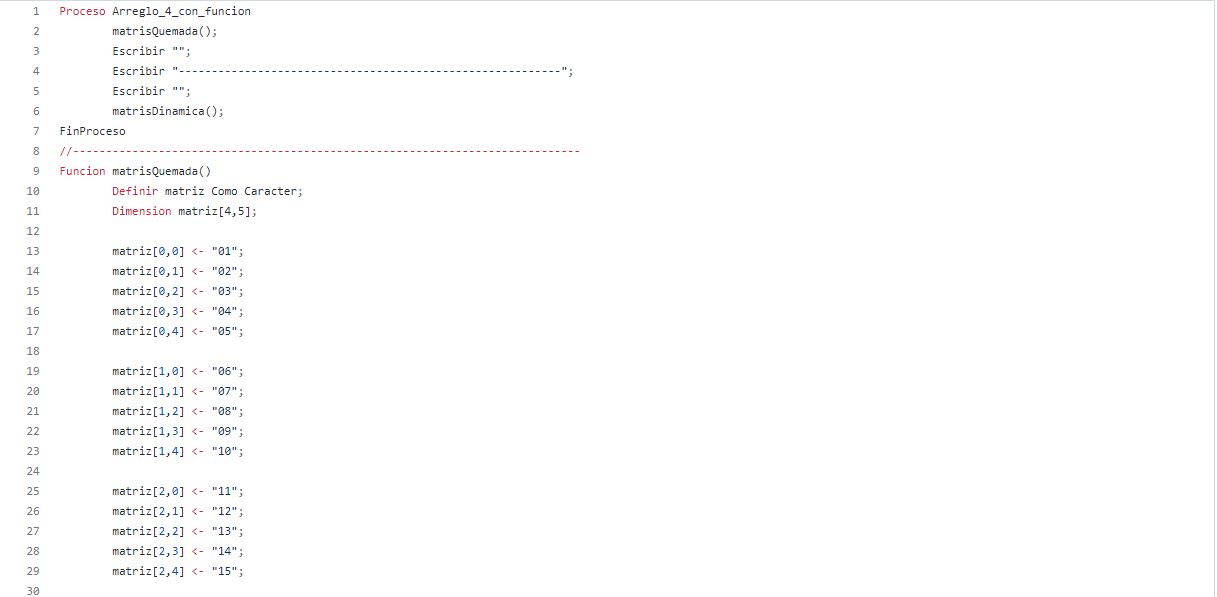 1 Proceso Arreglo_4_con_funcion
2 matrisQuemada();
3 Escribir "";
4 Escribir "----------------------------------------------------------";
5 Escribir "";
6 matrisDinamica();
7 FinProceso
8 //-----------------------------------------------------------------------------
9 Funcion matrisQuemada()
10 Definir matriz Como Caracter;
11 Dimension matriz[4,5];
12
13 matriz[0,0] <- "01";
14 matriz[0,1] <- "02";
15 matriz[0,2] <- "03";
16 matriz[0,3] <- "04";
17 matriz[0,4] <- "05";
18
19 matriz[1,0] <- "06";
20 matriz[1,1] <- "07";
21 matriz[1,2] <- "08";
22 matriz[1,3] <- "09";
23 matriz[1,4] <- "10";
24
25 matriz[2,0] <- "11";
26 matriz[2,1] <- "12";
27 matriz[2,2] <- "13";
28 matriz[2,3] <- "14";
29 matriz[2,4] <- "15";
30